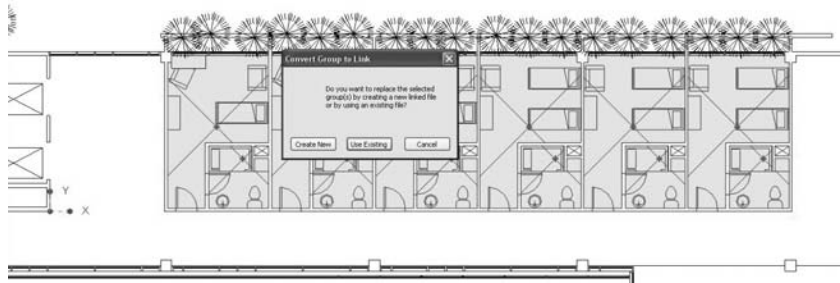 Convert Group to Link
Do you want to replace the selected
group(s) by creating a new linked file
or by using an existing file?
Create New
Use Existing
Cancel
Y
X